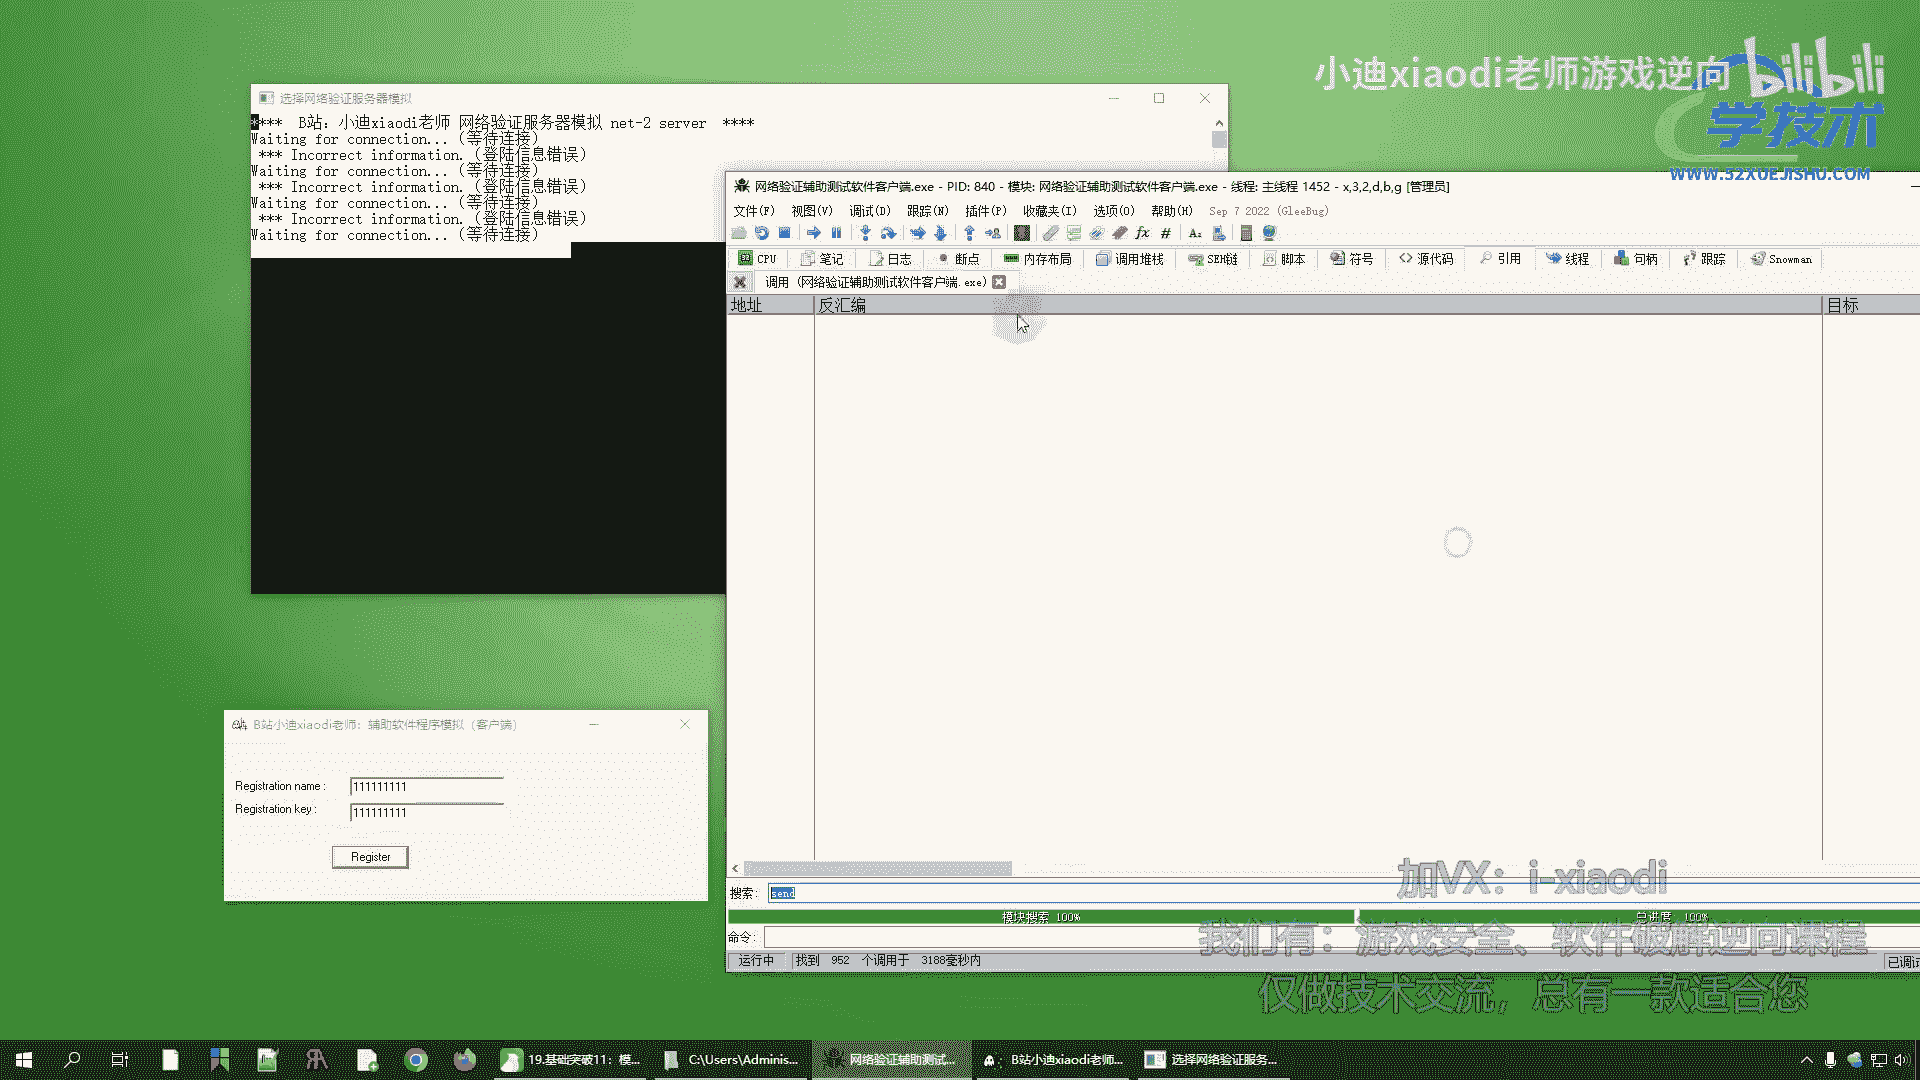 小迪xiaodi老师游戏逆向
bilibili
学技术
WWW.52XUEJISHU.COM
选择网络验证服务器模拟
**** B站：小迪xiaodi老师 网络验证服务器模拟 net-2 server ****
Waiting for connection...（等待连接）
*** Incorrect information.（登陆信息错误）
Waiting for connection...（等待连接）
*** Incorrect information.（登陆信息错误）
Waiting for connection...（等待连接）
*** Incorrect information.（登陆信息错误）
Waiting for connection...（等待连接）
网络验证辅助测试软件客户端.exe - PID: 840 - 模块: 网络验证辅助测试软件客户端.exe - 线程: 主线程 1452 - x,3,2,d,b,g [管理员]
文件(F) 视图(V) 调试(D) 跟踪(N) 插件(P) 收藏夹(I) 选项(O) 帮助(H) Sep 7 2022 (GleeBug)
CPU 笔记 日志 断点 内存布局 调用堆栈 SEH链 脚本 符号 源代码 引用 线程 句柄 跟踪 Snowman
调用 (网络验证辅助测试软件客户端.exe)
地址 反汇编 目标
B站小迪xiaodi老师：辅助软件程序模拟（客户端）
Registration name : 111111111
Registration key : 111111111
Register
搜索: send
模块搜索 100% 总进度 100%
命令:
运行中 找到 952 个调用于 3188毫秒内 已调试
加VX：i-xiaodi
我们有：游戏安全、软件破解逆向课程
仅做技术交流，总有一款适合您
19.基础突破11：模... C:\Users\Adminis... 网络验证辅助测试... B站小迪xiaodi老师... 选择网络验证服务...